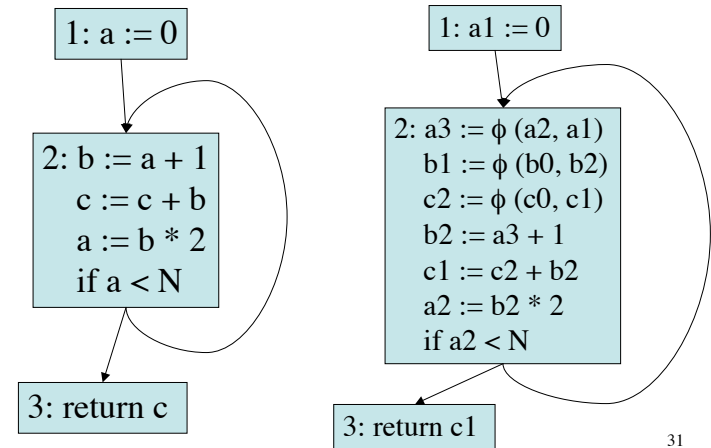 1: a := 0
2: b := a + 1
c := c + b
a := b * 2
if a < N
3: return c
1: a1 := 0
2: a3 := ϕ (a2, a1)
b1 := ϕ (b0, b2)
c2 := ϕ (c0, c1)
b2 := a3 + 1
c1 := c2 + b2
a2 := b2 * 2
if a2 < N
3: return c1
31